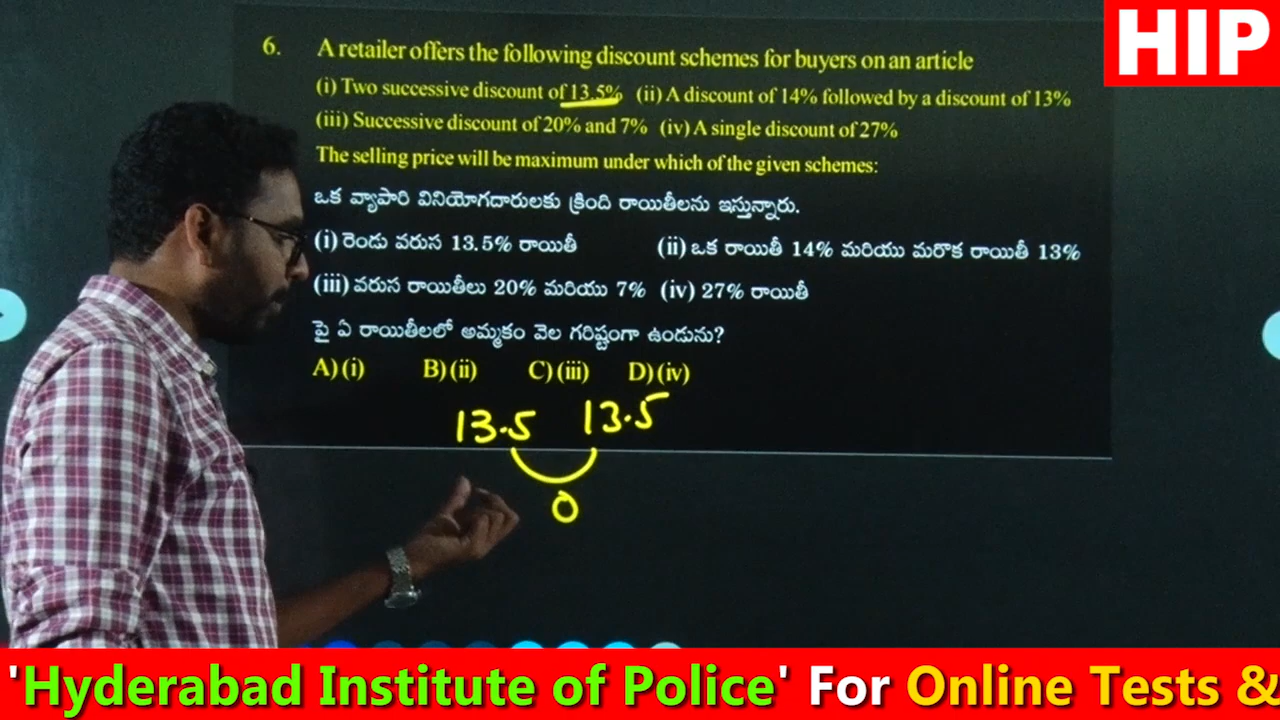 HIP
6. A retailer offers the following discount schemes for buyers on an article
(i) Two successive discount of 13.5% (ii) A discount of 14% followed by a discount of 13%
(iii) Successive discount of 20% and 7% (iv) A single discount of 27%
The selling price will be maximum under which of the given schemes:
ఒక వ్యాపారి వినియోగదారులకు క్రింది రాయితీలను ఇస్తున్నారు.
(i) రెండు వరుస 13.5% రాయితీ (ii) ఒక రాయితీ 14% మరియు మరొక రాయితీ 13%
(iii) వరుస రాయితీలు 20% మరియు 7% (iv) 27% రాయితీ
పై ఏ రాయితీలలో అమ్మకం వెల గరిష్టంగా ఉండును?
A) (i) B) (ii) C) (iii) D) (iv)
13.5 13.5
0
'Hyderabad Institute of Police' For Online Tests &